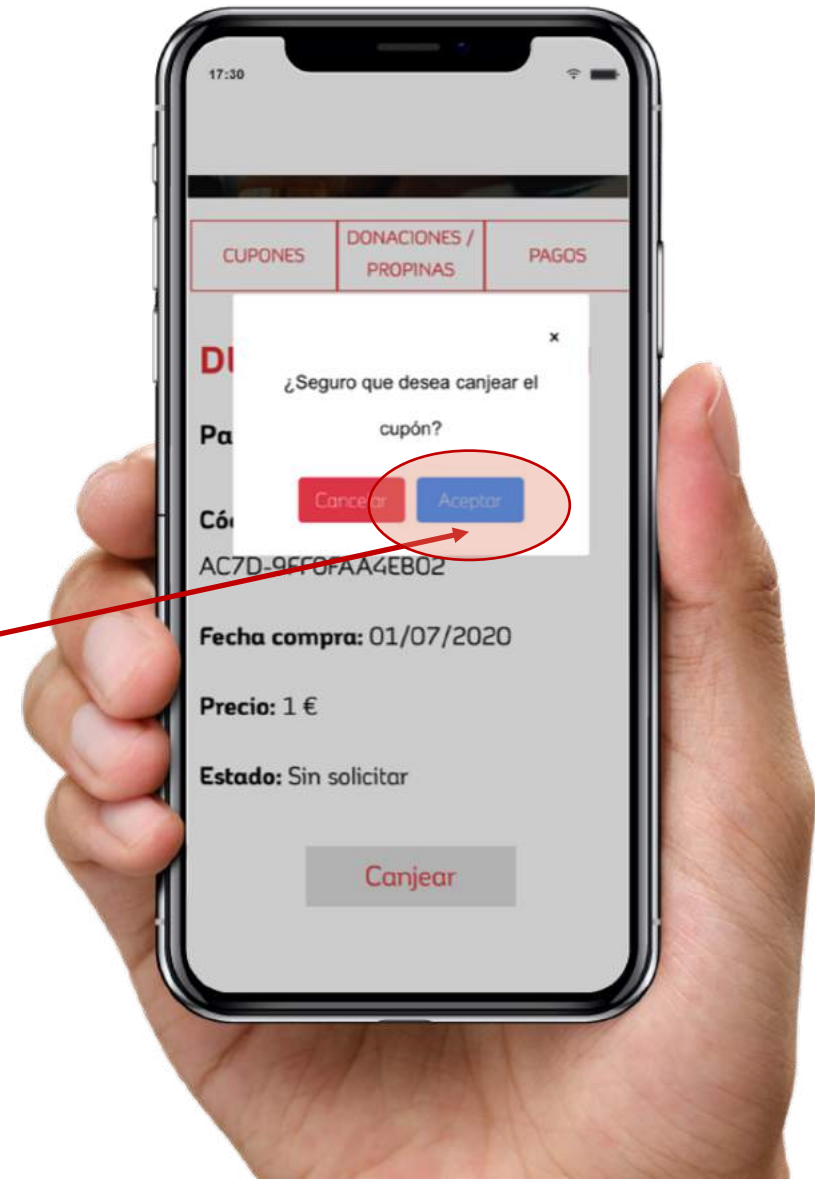 17:30
CUPONES
DONACIONES /
PROPINAS
PAGOS
x
¿Seguro que desea canjear el
cupón?
Cancelar
Aceptar
AC7D-9FF0FAA4EB02
Fecha compra: 01/07/2020
Precio: 1 €
Estado: Sin solicitar
Canjear